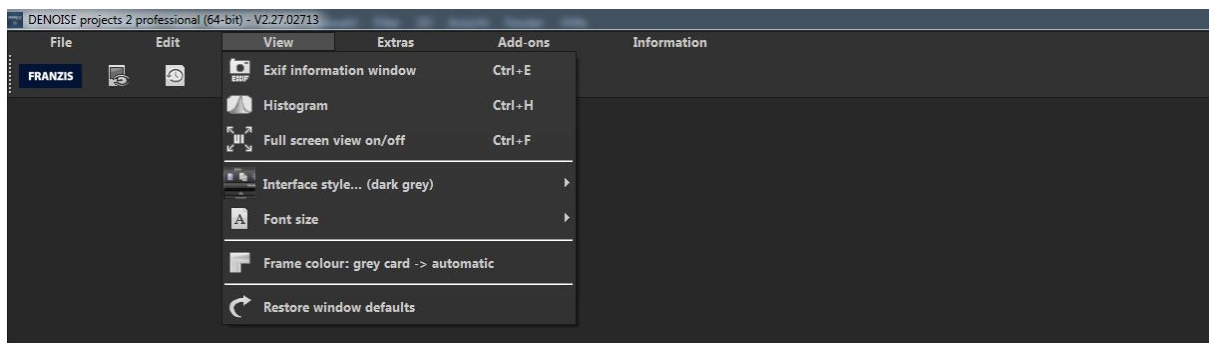 DENOISE projects 2 professional (64-bit) - V2.27.02713
File Edit View Extras Add-ons Information
FRANZIS
EXIF Exif information window Ctrl+E
Histogram Ctrl+H
UI Full screen view on/off Ctrl+F
Interface style... (dark grey)
A Font size
Frame colour: grey card -> automatic
Restore window defaults